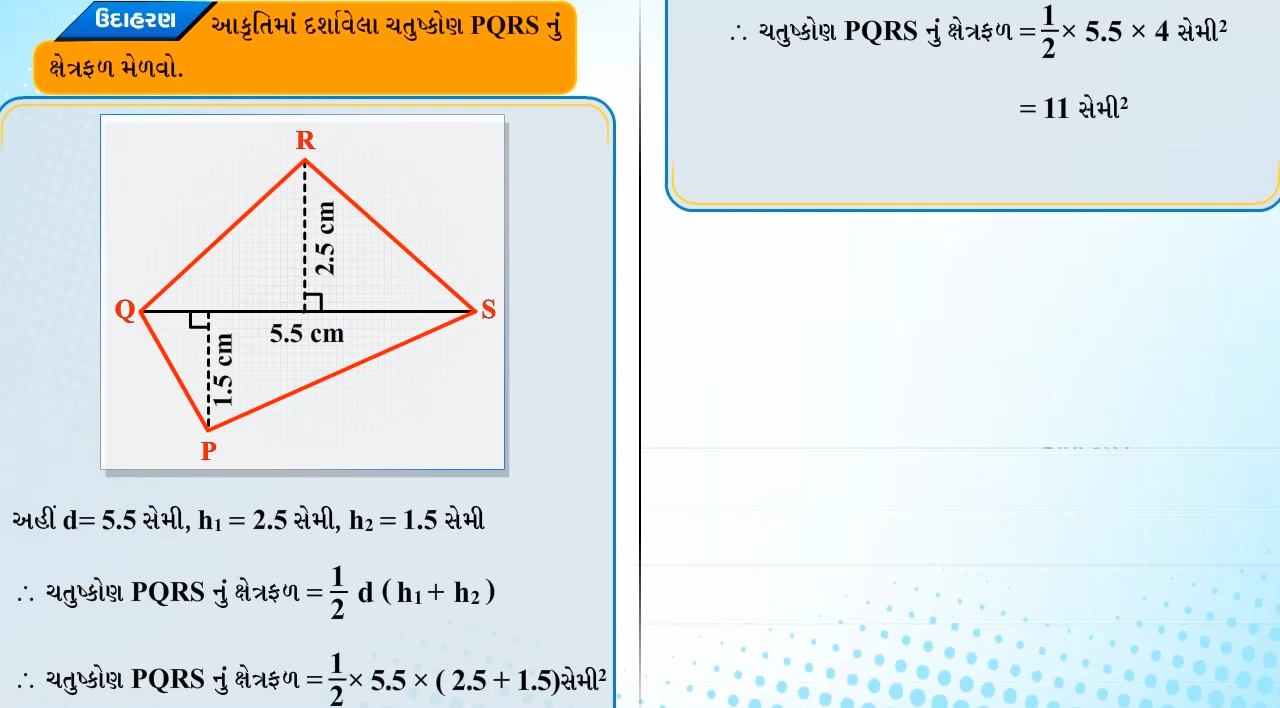 ઉદાહરણ આકૃતિમાં દર્શાવેલા ચતુષ્કોણ PQRS નું
ક્ષેત્રફળ મેળવો.
R
2.5 cm
Q
S
5.5 cm
1.5 cm
P
અહીં d= 5.5 સેમી, h₁ = 2.5 સેમી, h₂ = 1.5 સેમી
∴ ચતુષ્કોણ PQRS નું ક્ષેત્રફળ = 1/2 d ( h₁ + h₂ )
∴ ચતુષ્કોણ PQRS નું ક્ષેત્રફળ = 1/2 × 5.5 × ( 2.5 + 1.5)સેમી²
∴ ચતુષ્કોણ PQRS નું ક્ષેત્રફળ = 1/2 × 5.5 × 4 સેમી²
= 11 સેમી²